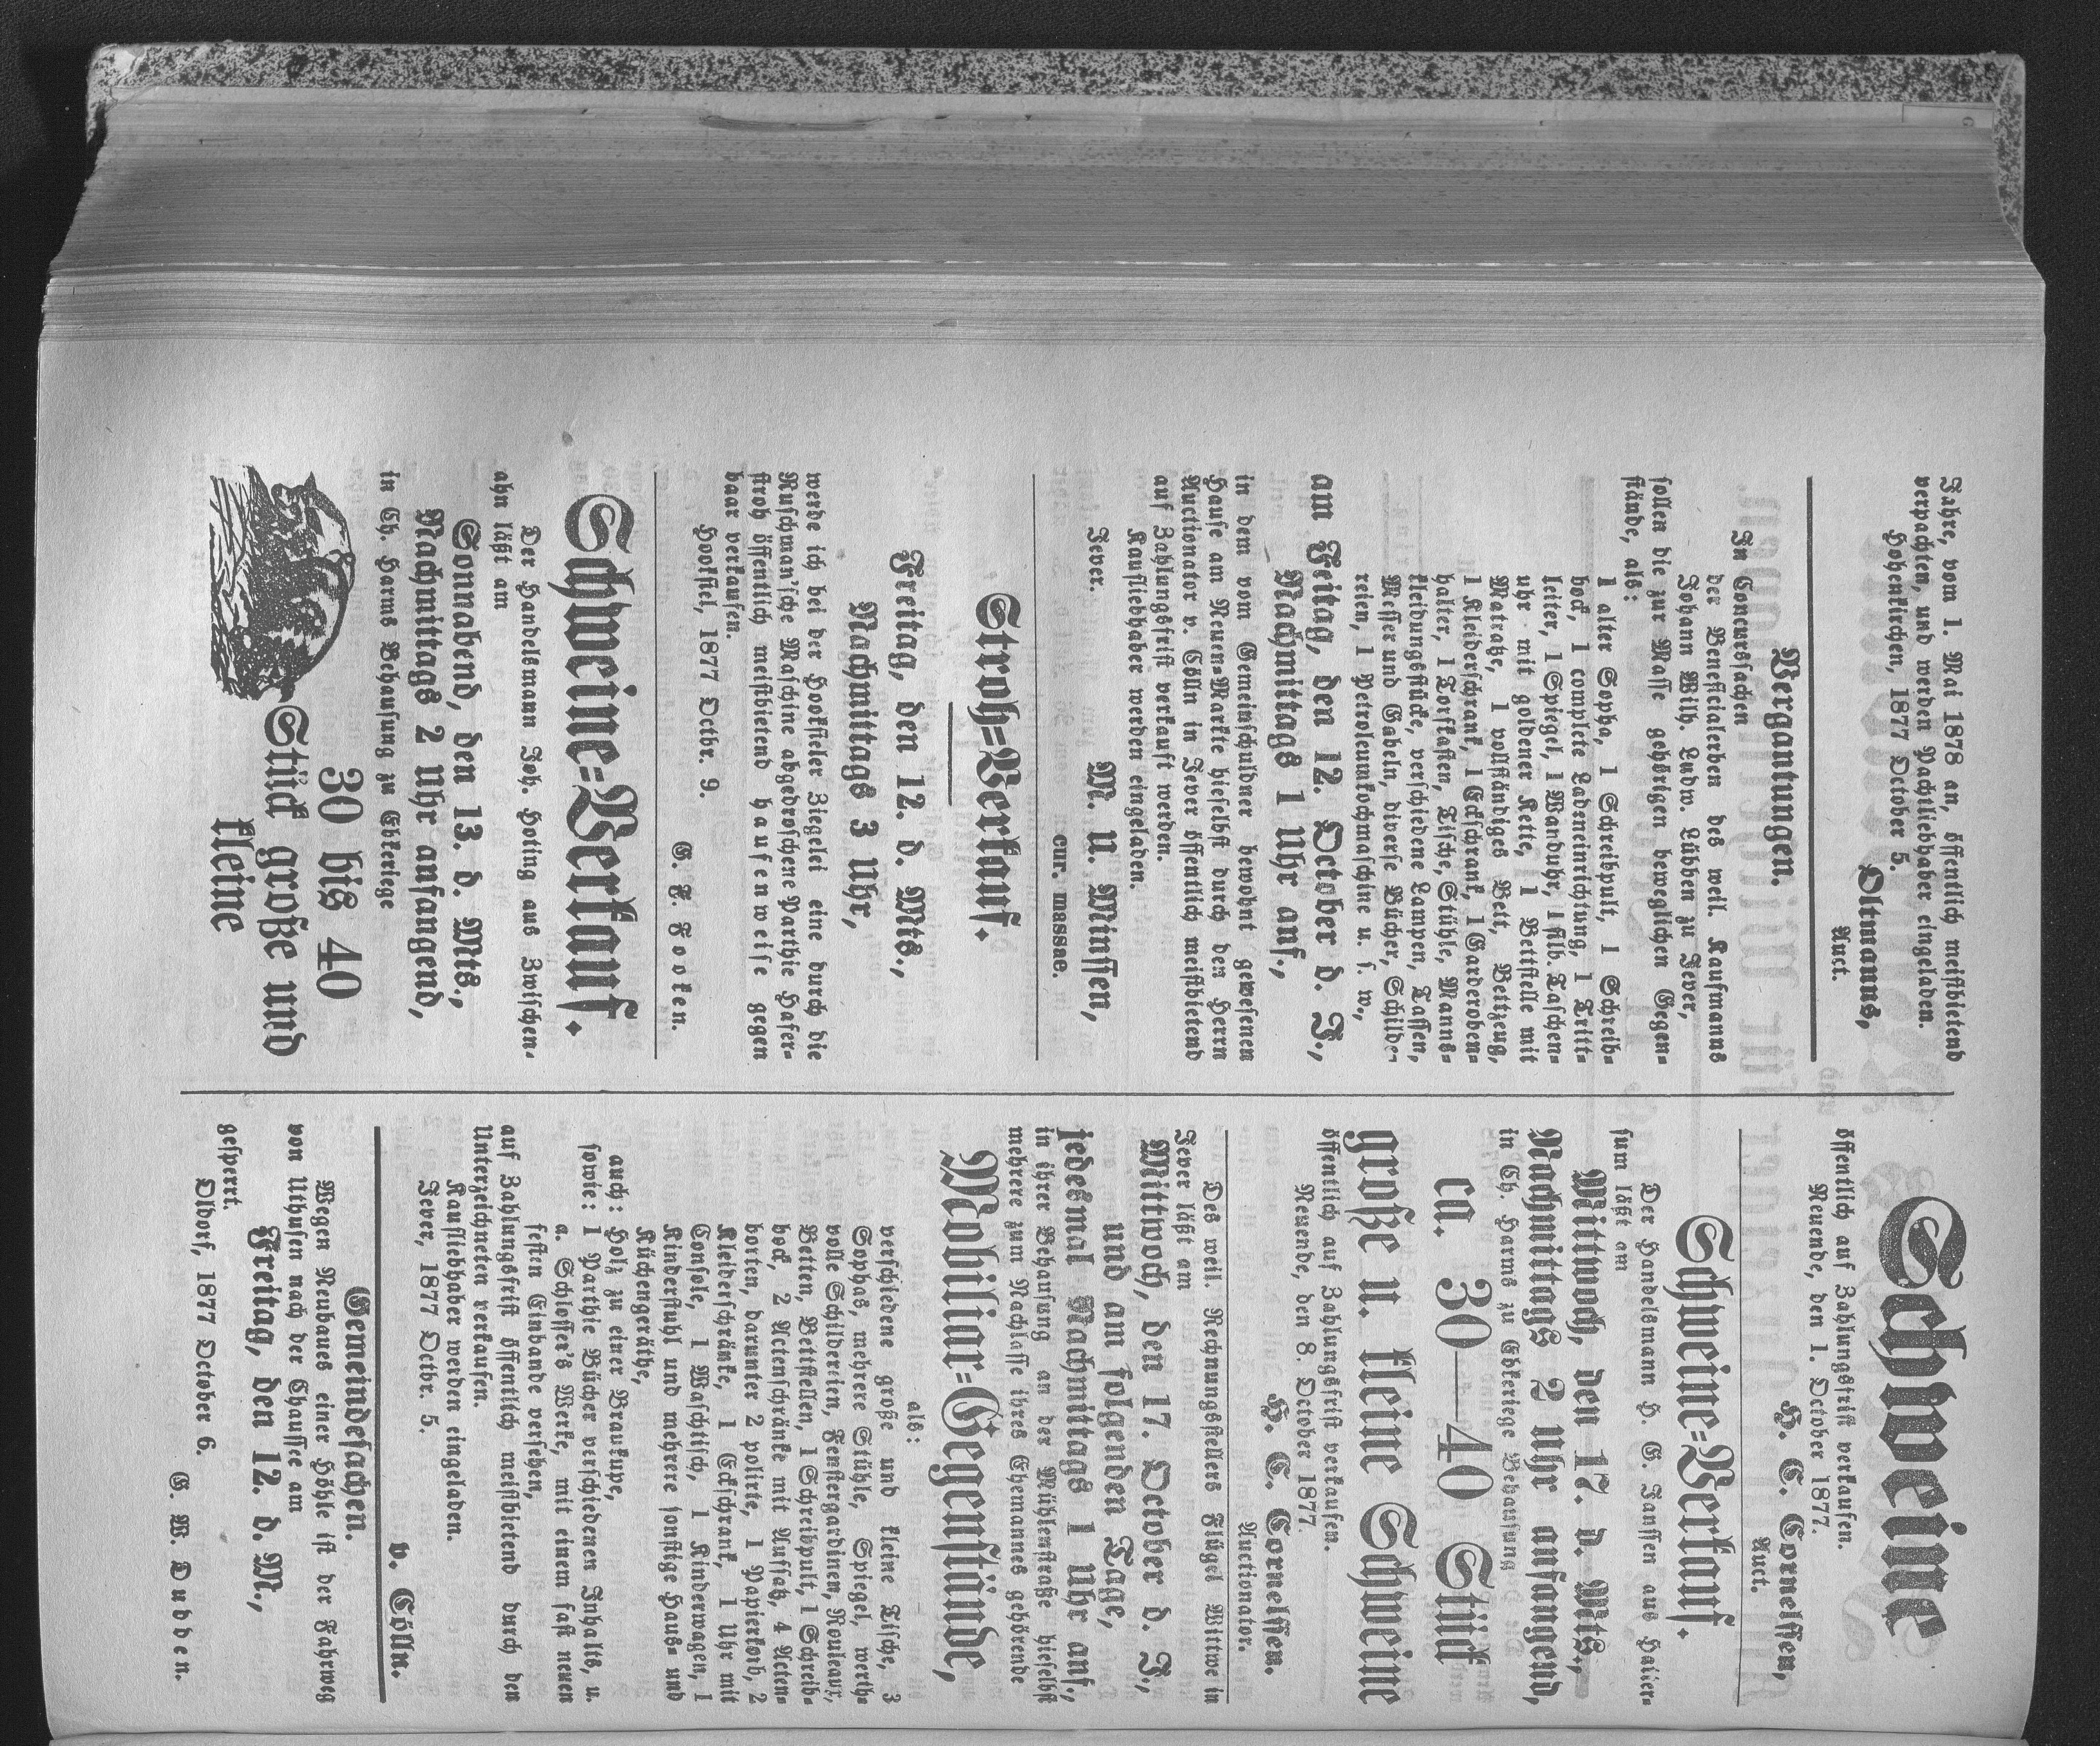 Jahre, vom 1. Mai 1878 an, öffentlich meistbietend
verpachten, und werden Pachtliebhaber eingeladen.
Hohenkirchen, 1877 October 5.
Oltmanns,
Auct.
Vergantungen.
In Concurssachen
der Beneficialerben des weil. Kaufmanns
Johann Wilh. Ludw. Lübben zu Jever,
sollen die zur Masse gehörigen beweglichen Gegen-
stände, als:
1 alter Sopha, 1 Schreibpult, 1 Schreib-
bock, 1 complete Ladeneinrichtung, 1 Tritt-
leiter, 1 Spiegel, 1 Wanduhr, 1 silb. Taschen-
uhr mit goldener Kette, 1 Bettstelle mit
Matratze, 1 vollständiges Bett, Bettzeug,
1 Kleiderschrank, 1 Eckschrank, 1 Garderoben-
halter, 1 Torfkasten, Tische, Stühle, Manns-
kleidungsstücke, verschiedene Lampen, Tassen,
Messer und Gabeln, diverse Bücher, Schilde-
reien, 1 Petroleumkochmaschine u. s. w.,
am Feitag, den 12. October d. J.,
Nachmitags 1 Uhr anf.,
in dem vom Gemeinschuldner bewohnt gewesenen
Hause am Neuen-Markte hieselbst durch den Herrn
Auctionator v. Cölln in Jever öffentlich meistbietend
auf Zahlungsfrist verkauft werden.
Kaufliebhaber werden eingeladen.
Jever. M. U. Minssen,
cur. massae.
Stroh-Verkauf.
Freitag, den 12. d. Mts.,
Nachmittags 3 Uhr,
werde ich bei der Hooksieler Ziegelei eine durch die
Ruschman'sche Maschine abgedroschene Parthie Hafer-
stroh öffentlich meistbietend haufenweise gegen
baar verkaufen.
Hooksiel, 1877 Octbr. 9.
E. F. Fooken.
Schweine-Verkauf.
Der Handelsmann Joh. Hoting aus Zwischen-
ahn läßt am
Sonnabend, den 13. d. Mts.,
Nachmittags 2 Uhr anfangend,
in Ch. Harms Behausung zu Ebkeriege
30 bis 40
Stück große und
kleine
Schweine
öffentlich auf Zahlungsfrist verkaufen.
Neuende, den 1. October 1877.
H. C. Cornelssen,
Auct.
Schweine-Verkauf.
Der Handelsmann H. G. Janssen aus Halier-
sum läßt am
Mittwoch, den 17. d. Mts.,
Nachmittags 2 Uhr anfangend,
in Ch. Harms zu Ebkeriege Behausung
ca. 30—40 Stück
große u. kleine Schweine
öffentlich auf Zahlungsfrist verkaufen.
Neuende, den 8. October 1877.
H. C. Cornelssen.
Auctionator.
Des weil. Rechnungsstellers Flügel Wittwe in
Jever läßt am
Mittwoch, den 17. October d. J.,
und am folgenden Tage,
jedesmal Nachmittags 1 Uhr anf.,
in ihrer Behausung an der Mühlenstraße hieselbst
mehrere zum Nachlasse ihres Ehemannes gehörende
Mobiliar-Gegenstände,
als:
verschiedene große und kleine Tische, 3
Sophas, mehrere Stühle, Spiegel, werth-
volle Schildereien, Fenstergardinen, Rouleaux,
Betten, Bettstellen, 1 Schreibpult, 1 Schreib-
bock, 2 Actenschränke mit Aufsatz, 4 Acten-
borten, darunter 2 polirte, 1 Papierkorb, 2
Kleiderschränke, 1 Eckschrank, 1 Uhr mit
Console, 1 Waschtisch, 1 Kinderwagen, 1
Kinderstuhl und mehrere sonstige Haus- und
Küchengeräthe,
auch: Holz zu einer Braukupe,
sowie: 1 Parthie Bücher verschiedenen Inhalts, u.
a. Schlosser's Werke, mit einem fast neuen
festen Einbande versehen,
auf Zahlungsfrist öffentlich meistbietend durch den
Unterzeichneten verkaufen.
Kaufliebhaber werden eingeladen.
Jever, 1877 Octbr. 5.
v. Cölln.
Gemeindesachen.
Wegen Neubaues einer Höhle ist der Fahrweg
von Uthusen nach der Chaussee am
Freitag, den 12. d. M.,
gesperrt.
Oldorf, 1877 October 6.
G. W. Dudden.